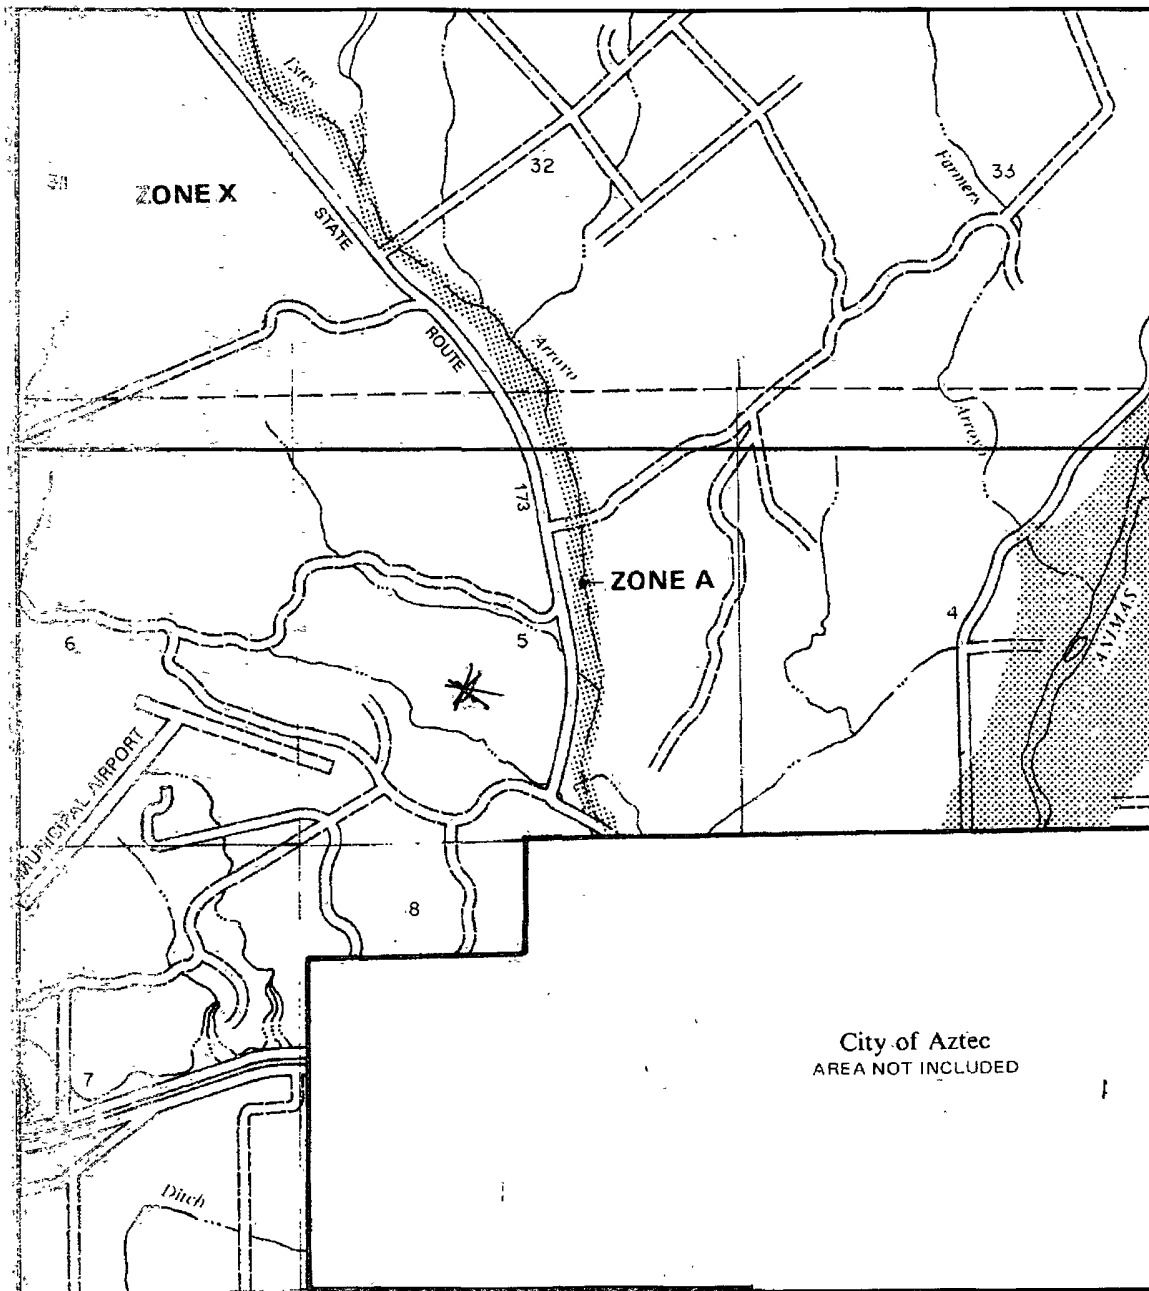 Estes
32
33
Farmers
31
ZONE X
STATE
ROUTE
Arroyo
Arroyo
173
ZONE A
ANIMAS
4
6
5
MUNICIPAL AIRPORT
8
City of Aztec
AREA NOT INCLUDED
7
Ditch